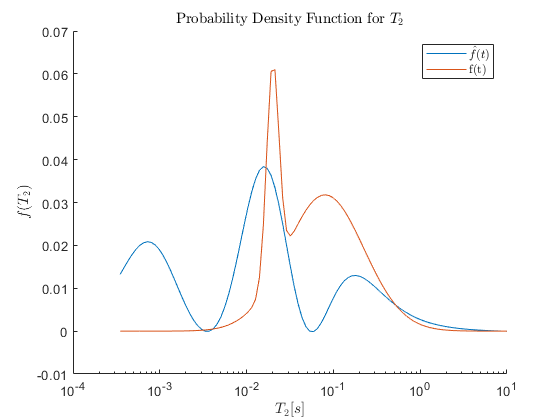 Probability Density Function for T₂
f̂(t)
f(t)
0.07
0.06
0.05
0.04
0.03
0.02
0.01
0
-0.01
f(T₂)
10⁻⁴ 10⁻³ 10⁻² 10⁻¹ 10⁰ 10¹
T₂[s]